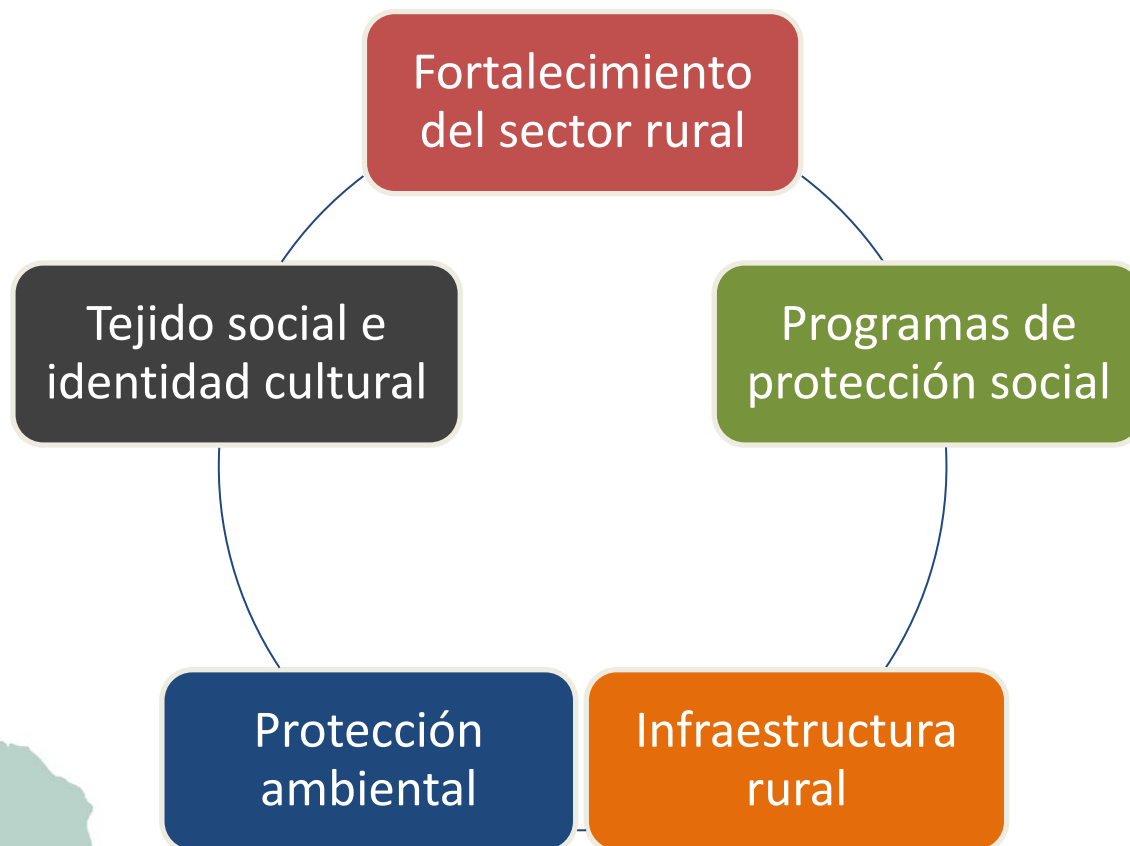 Fortalecimiento
del sector rural
Tejido social e
identidad cultural
Programas de
protección social
Protección
ambiental
Infraestructura
rural